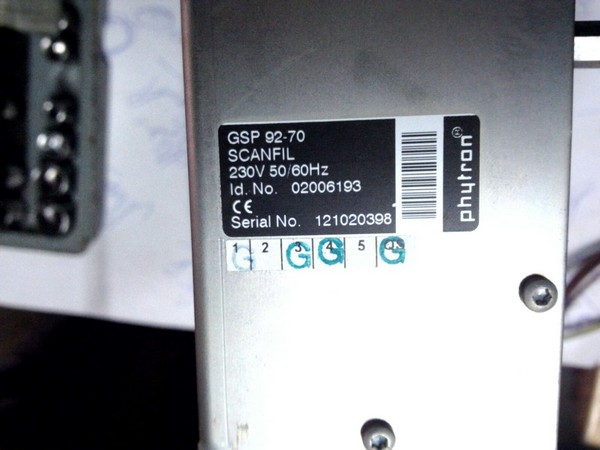 GSP 92-70
SCANFIL
230V 50/60Hz
Id. No. 02006193
CE
Serial No. 121020398
phytron®
1 2 3 4 5 OK
G G G G